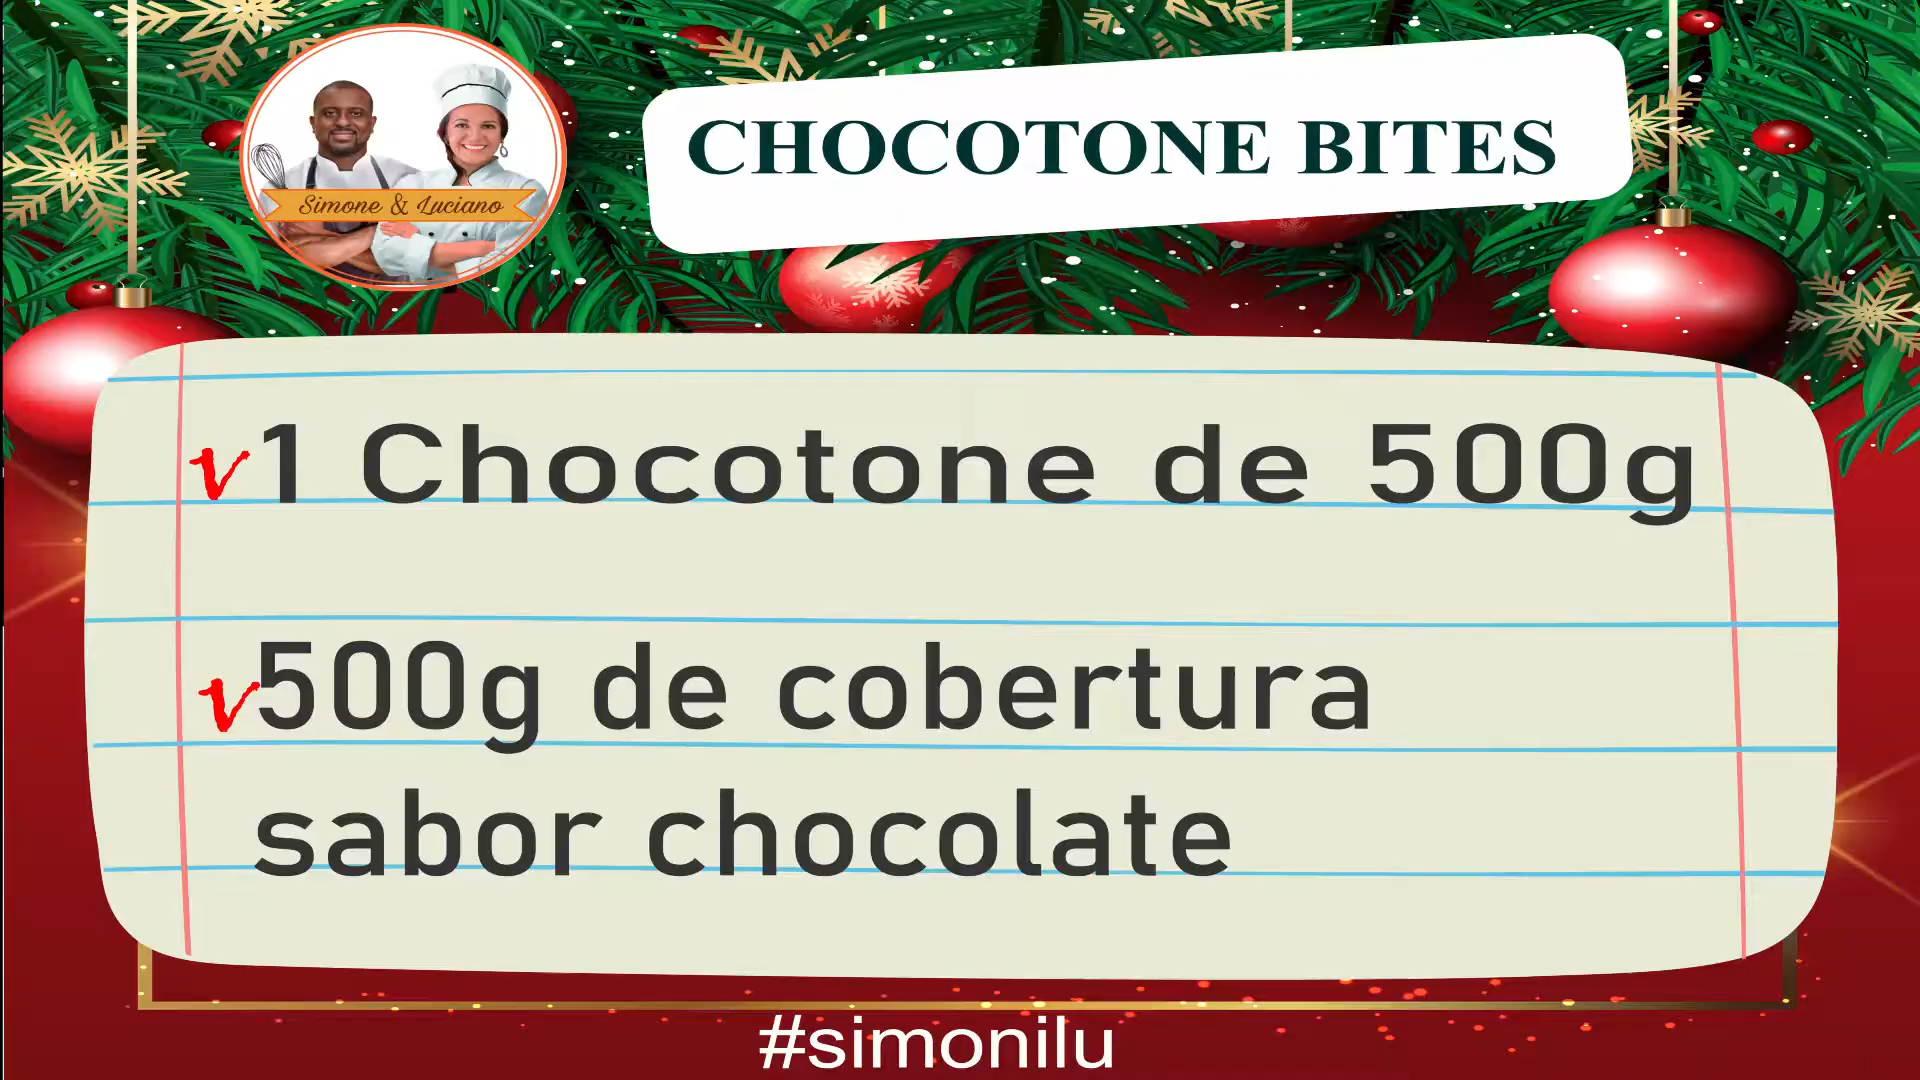 Simone & Luciano
CHOCOTONE BITES
1 Chocotone de 500g
500g de cobertura
sabor chocolate
#simonilu